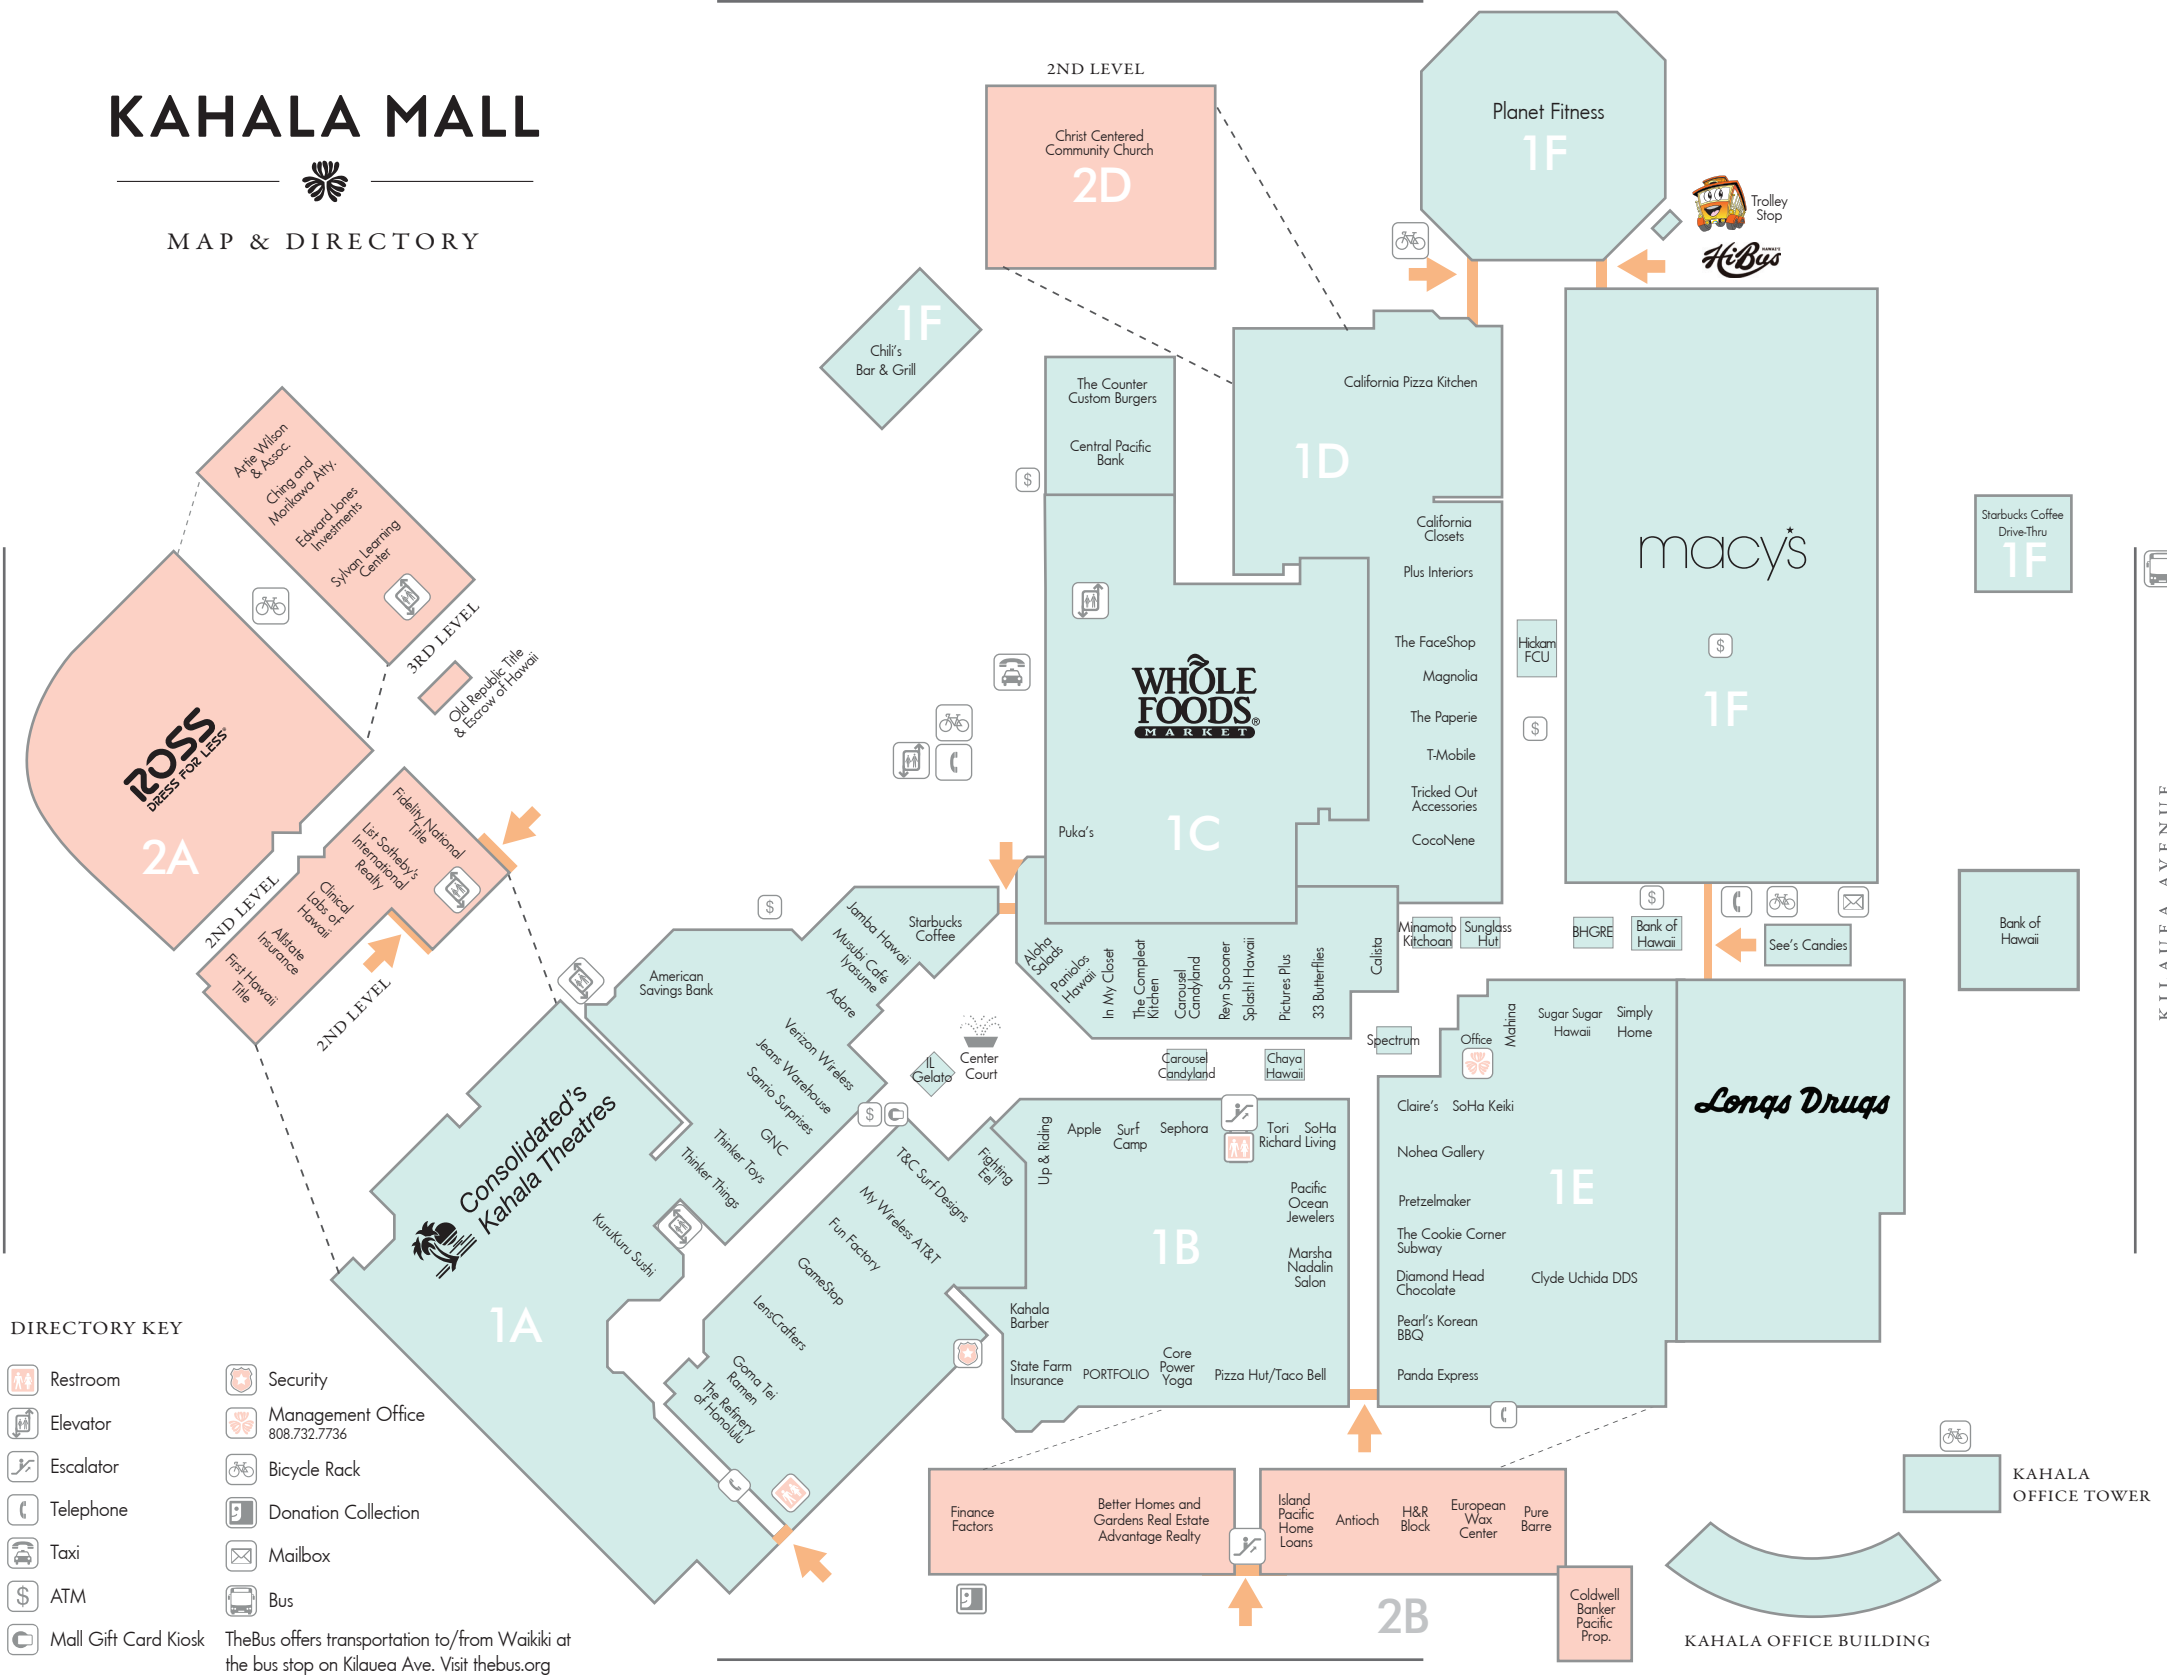 KAHALA MALL
MAP & DIRECTORY
2ND LEVEL
Christ Centered
Community Church
2D
Planet Fitness
1F
Trolley
Stop
HAWAII'S
HiBus
1F
Chili's
Bar & Grill
The Counter
Custom Burgers
Central Pacific
Bank
$
California Pizza Kitchen
1D
California
Closets
Plus Interiors
The FaceShop
Magnolia
The Paperie
T-Mobile
Tricked Out
Accessories
CocoNene
Hickam
FCU
$
macy's
$
1F
Starbucks Coffee
Drive-Thru
1F
KILAUEA AVENUE
Bank of
Hawaii
Artie Wilson
& Assoc.
Ching and
Morikawa Atty.
Edward Jones
Investments
Sylvan Learning
Center
3RD LEVEL
Old Republic Title
& Escrow of Hawaii
ROSS
DRESS FOR LESS®
2A
2ND LEVEL
Fidelity National
Title
List Sotheby's
International
Realty
Clinical
Labs of
Hawaii
Allstate
Insurance
First Hawaii
Title
2ND LEVEL
WHOLE
FOODS®
MARKET
Puka's
1C
Aloha
Salads
Paniolos
Hawaii
In My Closet
The Compleat
Kitchen
Carousel
Candyland
Reyn Spooner
Splash! Hawaii
Pictures Plus
33 Butterflies
Calista
Minamoto
Kitchoan
Sunglass
Hut
BHGRE
$
Bank of
Hawaii
See's Candies
$
American
Savings Bank
Jamba Hawaii
Musubi Café
Iyasume
Adore
Starbucks
Coffee
Verizon Wireless
Jeans Warehouse
Sanrio Surprises
GNC
Thinker Toys
Thinker Things
Center
Court
IL
Gelato
$
Carousel
Candyland
Chaya
Hawaii
Spectrum
Consolidated's
Kahala Theatres
KuruKuru Sushi
1A
T&C Surf Designs
Fighting
Eel
My Wireless AT&T
Fun Factory
GameStop
LensCrafters
Goma Tei
Ramen
The Refinery
of Honolulu
Up & Riding
Apple
Surf
Camp
Sephora
Tori
Richard
SoHa
Living
Pacific
Ocean
Jewelers
1B
Marsha
Nadalin
Salon
Kahala
Barber
State Farm
Insurance
PORTFOLIO
Core
Power
Yoga
Pizza Hut/Taco Bell
Office
Mahina
Sugar Sugar
Hawaii
Simply
Home
Claire's
SoHa Keiki
Nohea Gallery
Pretzelmaker
1E
The Cookie Corner
Subway
Diamond Head
Chocolate
Clyde Uchida DDS
Pearl's Korean
BBQ
Panda Express
Longs Drugs
Finance
Factors
Better Homes and
Gardens Real Estate
Advantage Realty
Island
Pacific
Home
Loans
Antioch
H&R
Block
European
Wax
Center
Pure
Barre
Coldwell
Banker
Pacific
Prop.
2B
KAHALA
OFFICE TOWER
KAHALA OFFICE BUILDING
DIRECTORY KEY
Restroom
Elevator
Escalator
Telephone
Taxi
$ ATM
Mall Gift Card Kiosk
Security
Management Office
808.732.7736
Bicycle Rack
Donation Collection
Mailbox
Bus
TheBus offers transportation to/from Waikiki at
the bus stop on Kilauea Ave. Visit thebus.org